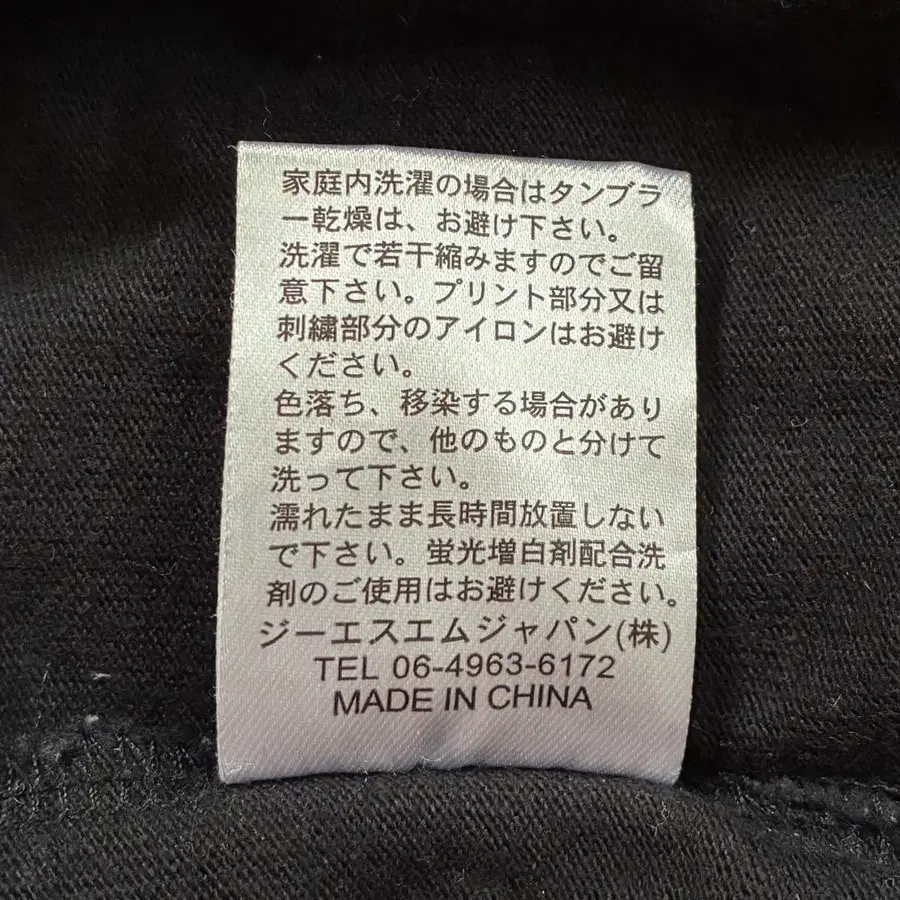 家庭内洗濯の場合はタンブラ
ー乾燥は、お避け下さい。
洗濯で若干縮みますのでご留
意下さい。プリント部分又は
刺繍部分のアイロンはお避け
ください。
色落ち、移染する場合があり
ますので、他のものと分けて
洗って下さい。
濡れたまま長時間放置しない
で下さい。蛍光増白剤配合洗
剤のご使用はお避けください。
ジーエスエムジャパン(株)
TEL 06-4963-6172
MADE IN CHINA